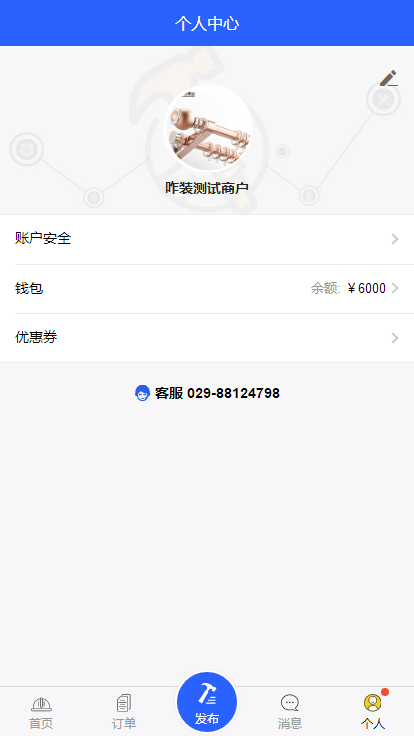 个人中心
咋装测试商户
账户安全
钱包 余额: ￥6000
优惠券
客服 029-88124798
首页 订单 发布 消息 个人